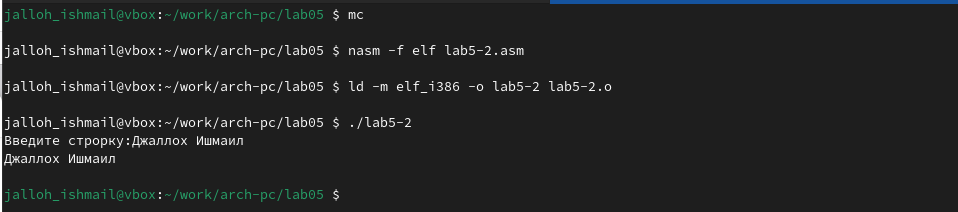 jalloh_ishmail@vbox:~/work/arch-pc/lab05 $ mc
jalloh_ishmail@vbox:~/work/arch-pc/lab05 $ nasm -f elf lab5-2.asm
jalloh_ishmail@vbox:~/work/arch-pc/lab05 $ ld -m elf_i386 -o lab5-2 lab5-2.o
jalloh_ishmail@vbox:~/work/arch-pc/lab05 $ ./lab5-2
Введите строрку:Джаллох Ишмаил
Джаллох Ишмаил
jalloh_ishmail@vbox:~/work/arch-pc/lab05 $